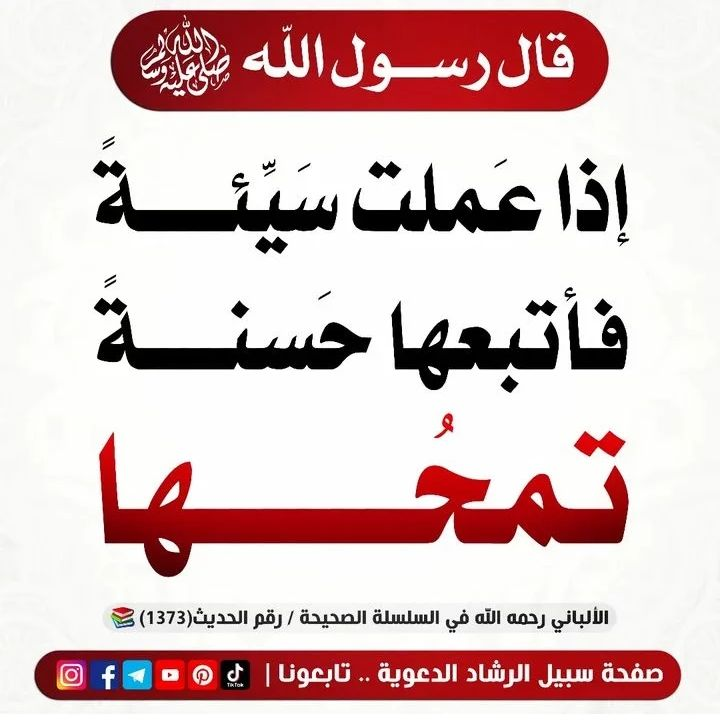 قال رسول الله صلى الله عليه وسلم
إذا عَملت سَيِّئةً
فأتبعها حَسنةً
تمحُها
الألباني رحمه الله في السلسلة الصحيحة / رقم الحديث(1373)
صفحة سبيل الرشاد الدعوية .. تابعونا |
TikTok